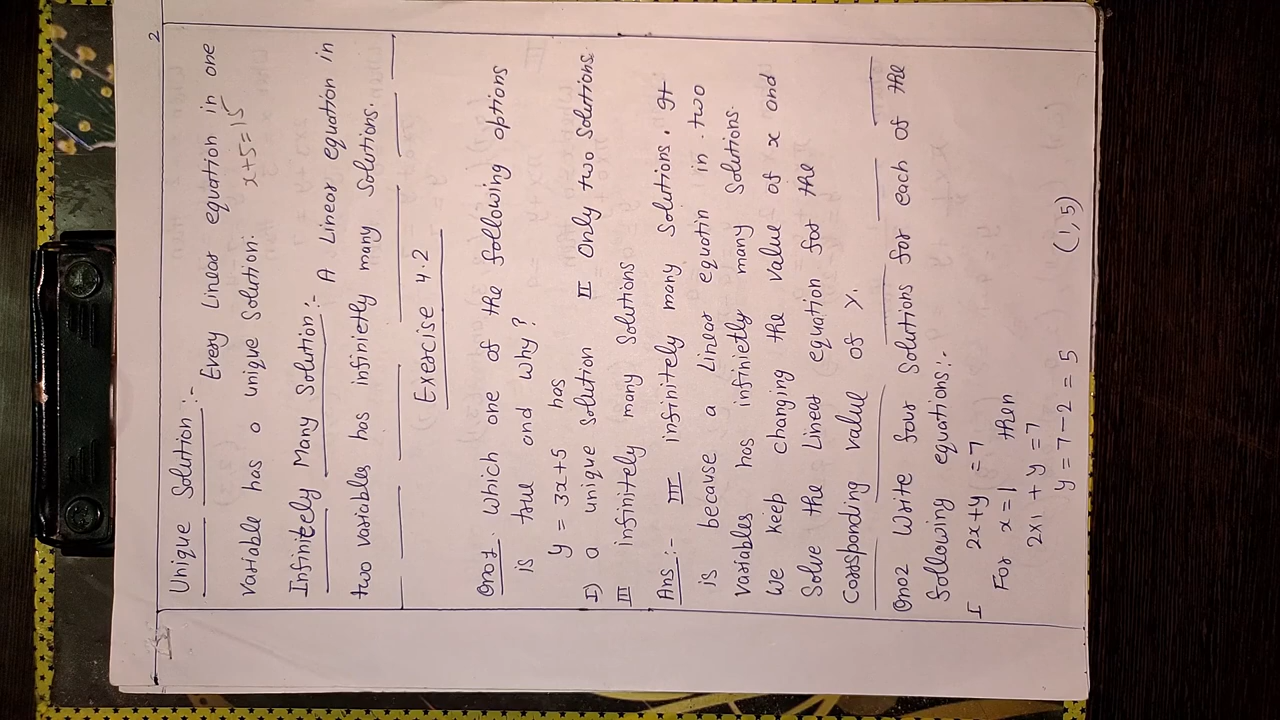 2
Unique Solution :-
Every Linear equation in one
variable has a unique Solution. x+5=15
Infinitely Many Solution :- A Linear equation in
two variables has infinietly many Solutions.
Exercise 4.2
Qno1. Which one of the following options
is true and why?
y = 3x+5 has
I) a unique Solution II Only two Solutions
III infinitely many Solutions
Ans :- III infinitely many Solutions. It
is because a Linear equatin in two
variables has infinietly many Solutions.
We keep changing the value of x and
Solve the Linear equation for the
Corresponding value of y.
Qno2 Write four Solutions for each of the
following equations:-
I 2x+y = 7
For x = 1 then
2x1 + y = 7
y = 7-2 = 5 (1, 5)